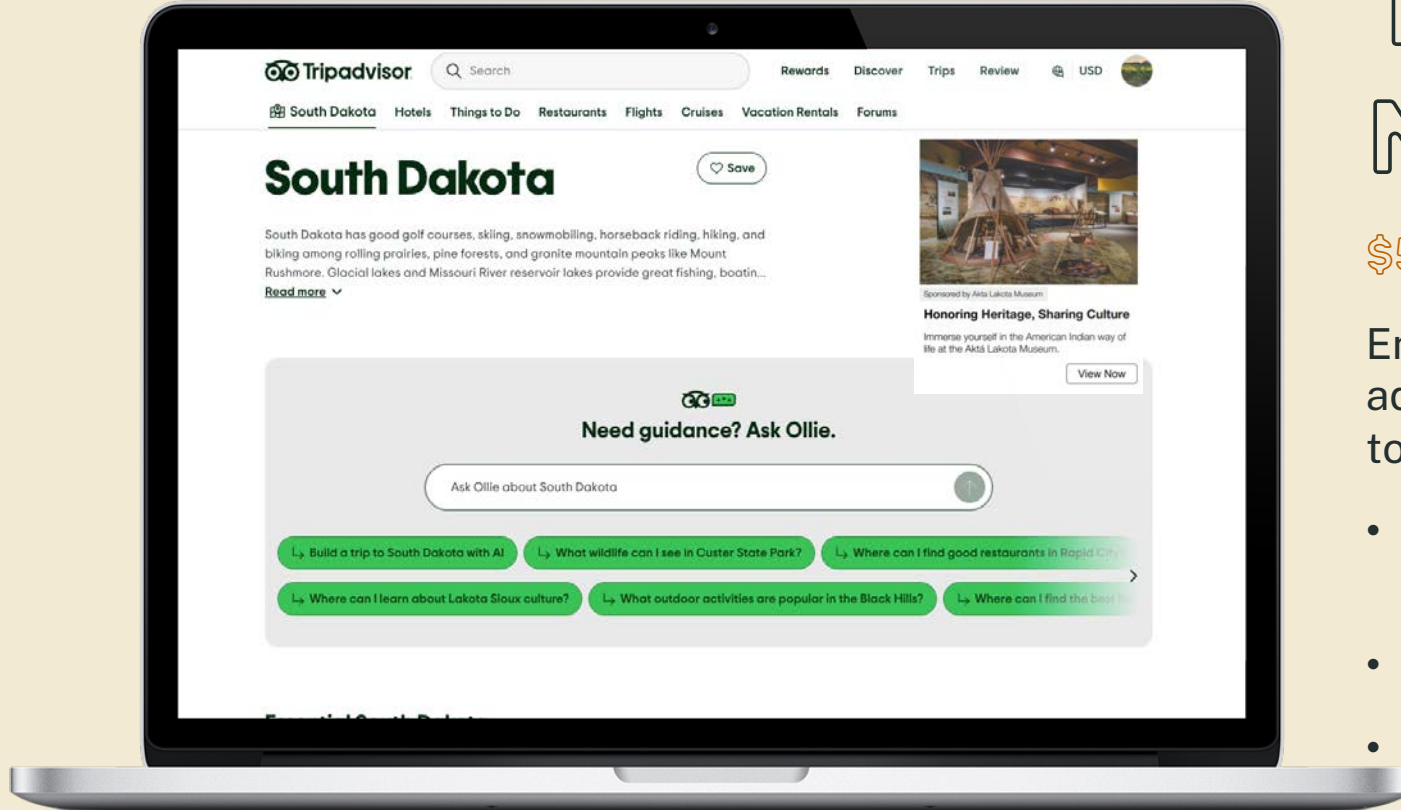 Tripadvisor
Search
Rewards Discover Trips Review USD
South Dakota Hotels Things to Do Restaurants Flights Cruises Vacation Rentals Forums
South Dakota
Save
South Dakota has good golf courses, skiing, snowmobiling, horseback riding, hiking, and
biking among rolling prairies, pine forests, and granite mountain peaks like Mount
Rushmore. Glacial lakes and Missouri River reservoir lakes provide great fishing, boatin...
Read more
Sponsored by Akta Lakota Museum
Honoring Heritage, Sharing Culture
Immerse yourself in the American Indian way of
life at the Aktá Lakota Museum.
View Now
Need guidance? Ask Ollie.
Ask Ollie about South Dakota
↳ Build a trip to South Dakota with AI ↳ What wildlife can I see in Custer State Park? ↳ Where can I find good restaurants in Rapid City
↳ Where can I learn about Lakota Sioux culture? ↳ What outdoor activities are popular in the Black Hills? ↳ Where can I find the best
$5
to